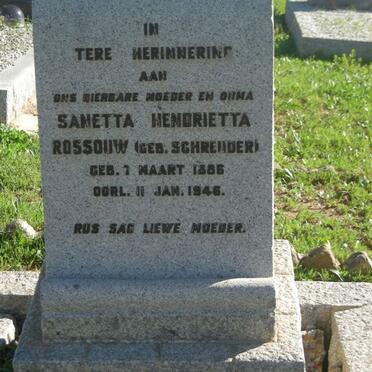 IN
TERE HERINNERING
AAN
ONS DIERBARE MOEDER EN OUMA
SANETTA HENDRIETTA
ROSSOUW (GEB. SCHREUDER)
GEB. 7 MAART 1886
OORL. 11 JAN. 1946.
RUS SAG LIEWE MOEDER.